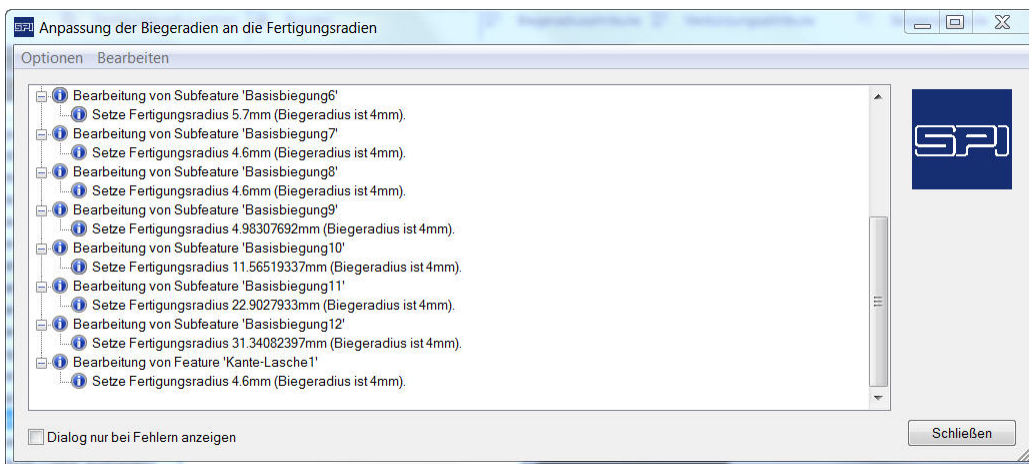 SPI Anpassung der Biegeradien an die Fertigungsradien
Optionen Bearbeiten
Bearbeitung von Subfeature 'Basisbiegung6'
Setze Fertigungsradius 5.7mm (Biegeradius ist 4mm).
Bearbeitung von Subfeature 'Basisbiegung7'
Setze Fertigungsradius 4.6mm (Biegeradius ist 4mm).
Bearbeitung von Subfeature 'Basisbiegung8'
Setze Fertigungsradius 4.6mm (Biegeradius ist 4mm).
Bearbeitung von Subfeature 'Basisbiegung9'
Setze Fertigungsradius 4.98307692mm (Biegeradius ist 4mm).
Bearbeitung von Subfeature 'Basisbiegung10'
Setze Fertigungsradius 11.56519337mm (Biegeradius ist 4mm).
Bearbeitung von Subfeature 'Basisbiegung11'
Setze Fertigungsradius 22.9027933mm (Biegeradius ist 4mm).
Bearbeitung von Subfeature 'Basisbiegung12'
Setze Fertigungsradius 31.34082397mm (Biegeradius ist 4mm).
Bearbeitung von Feature 'Kante-Lasche1'
Setze Fertigungsradius 4.6mm (Biegeradius ist 4mm).
SPI
Dialog nur bei Fehlern anzeigen
Schließen